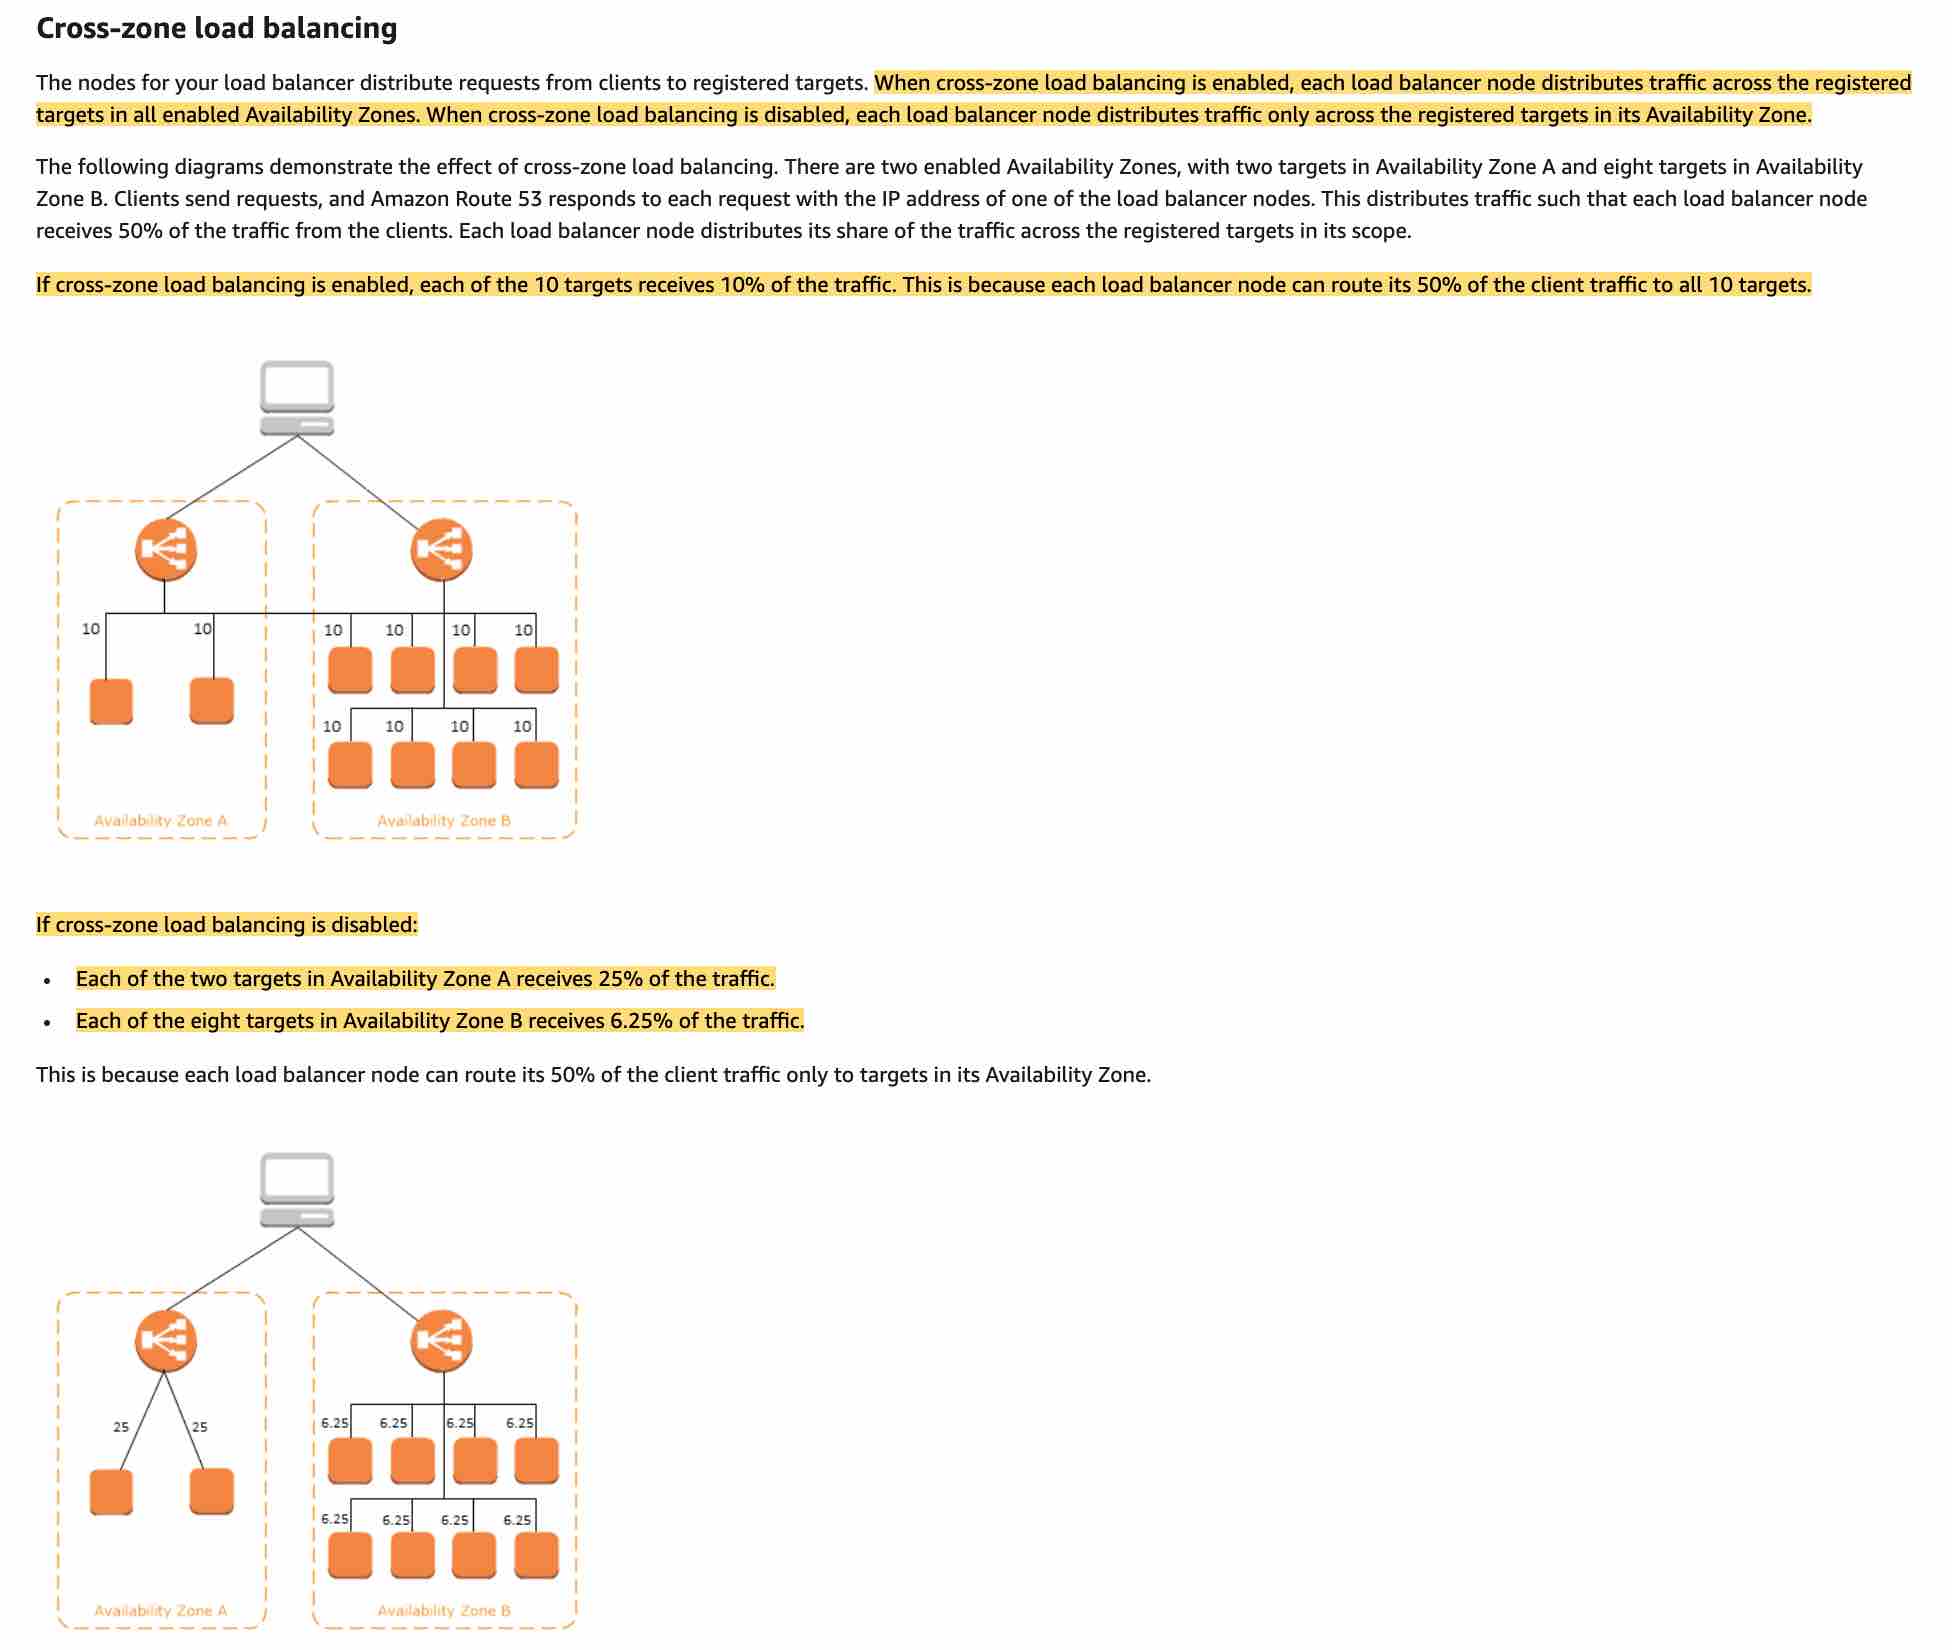 Cross-zone load balancing
The nodes for your load balancer distribute requests from clients to registered targets. When cross-zone load balancing is enabled, each load balancer node distributes traffic across the registered
targets in all enabled Availability Zones. When cross-zone load balancing is disabled, each load balancer node distributes traffic only across the registered targets in its Availability Zone.
The following diagrams demonstrate the effect of cross-zone load balancing. There are two enabled Availability Zones, with two targets in Availability Zone A and eight targets in Availability
Zone B. Clients send requests, and Amazon Route 53 responds to each request with the IP address of one of the load balancer nodes. This distributes traffic such that each load balancer node
receives 50% of the traffic from the clients. Each load balancer node distributes its share of the traffic across the registered targets in its scope.
If cross-zone load balancing is enabled, each of the 10 targets receives 10% of the traffic. This is because each load balancer node can route its 50% of the client traffic to all 10 targets.
10 10 10 10 10 10
10 10 10 10
Availability Zone A Availability Zone B
If cross-zone load balancing is disabled:
• Each of the two targets in Availability Zone A receives 25% of the traffic.
• Each of the eight targets in Availability Zone B receives 6.25% of the traffic.
This is because each load balancer node can route its 50% of the client traffic only to targets in its Availability Zone.
25 25 6.25 6.25 6.25 6.25
6.25 6.25 6.25 6.25
Availability Zone A Availability Zone B